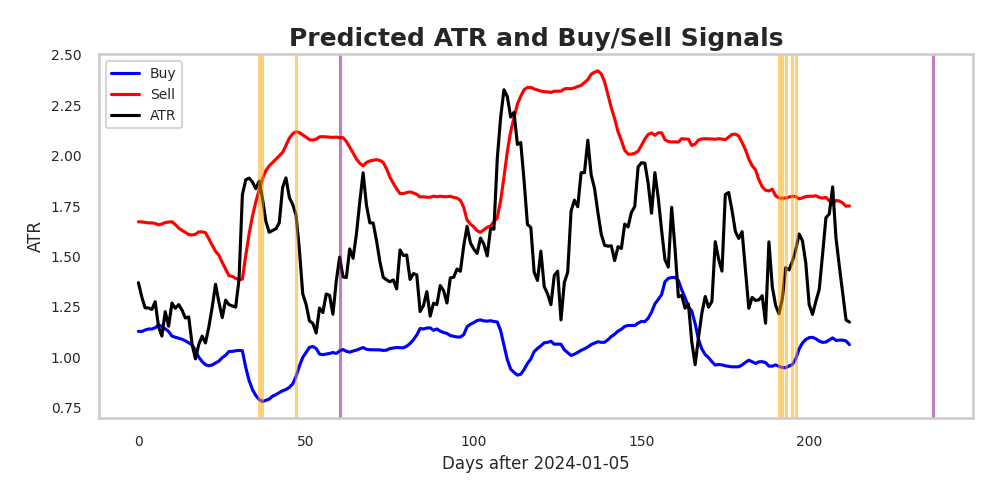 Predicted ATR and Buy/Sell Signals
2.50
2.25
2.00
1.75
1.50
1.25
1.00
0.75
ATR
Buy
Sell
ATR
0 50 100 150 200
Days after 2024-01-05